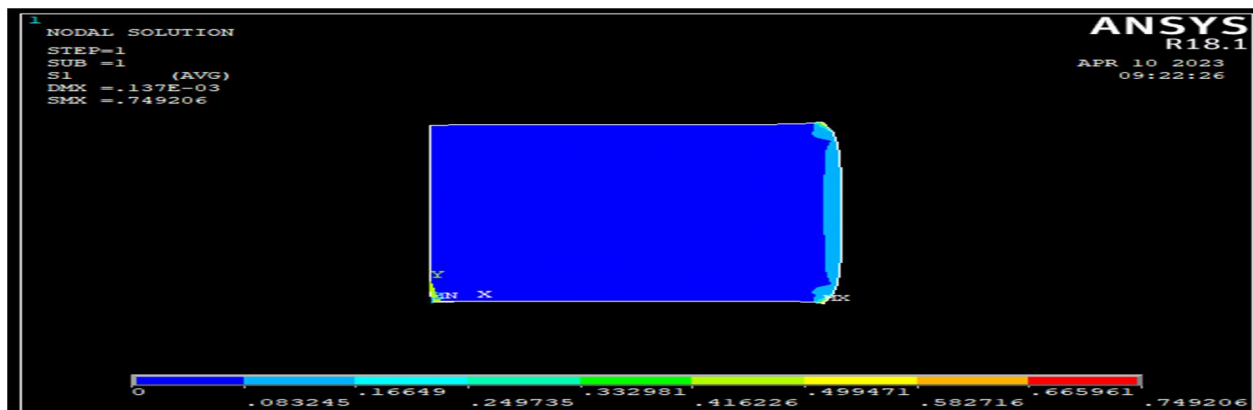 1
NODAL SOLUTION
STEP=1
SUB =1
S1 (AVG)
DMX =.137E-03
SMX =.749206
ANSYS
R18.1
APR 10 2023
09:22:26
Y
MN X
MX
0 .16649 .332981 .499471 .665961
.083245 .249735 .416226 .582716 .749206